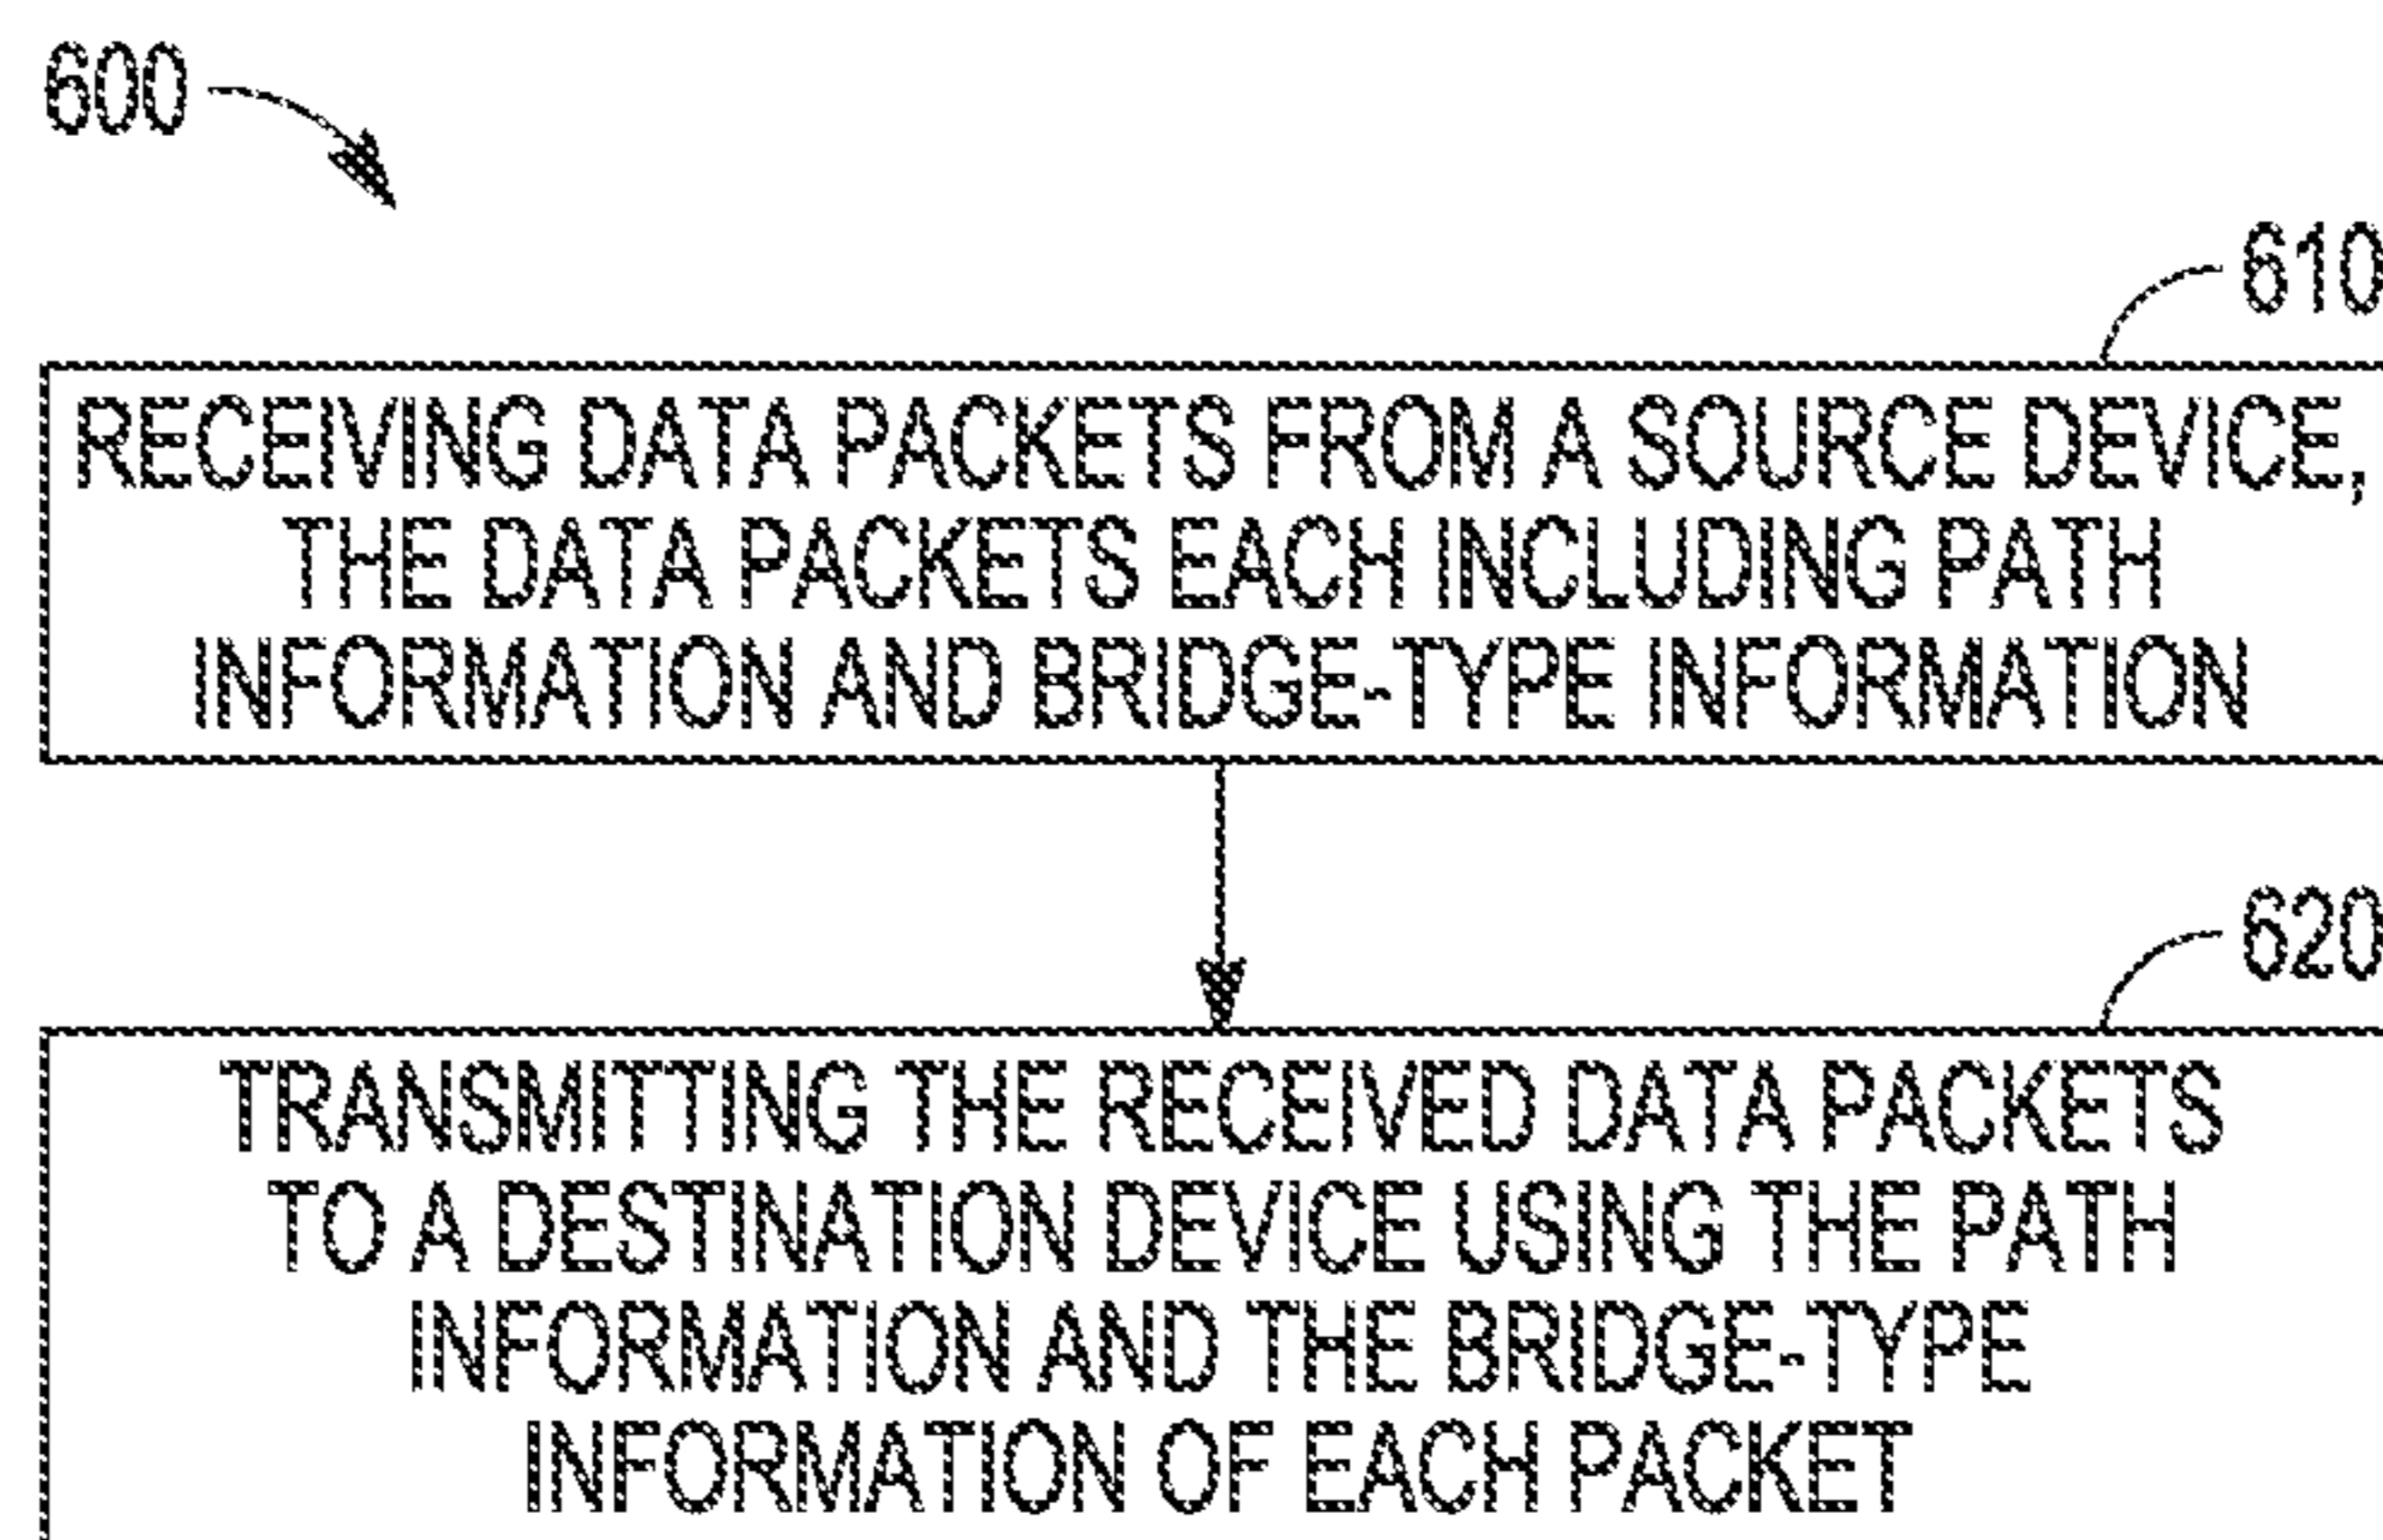 600
610
RECEIVING DATA PACKETS FROM A SOURCE DEVICE,
THE DATA PACKETS EACH INCLUDING PATH
INFORMATION AND BRIDGE-TYPE INFORMATION
620
TRANSMITTING THE RECEIVED DATA PACKETS
TO A DESTINATION DEVICE USING THE PATH
INFORMATION AND THE BRIDGE-TYPE
INFORMATION OF EACH PACKET